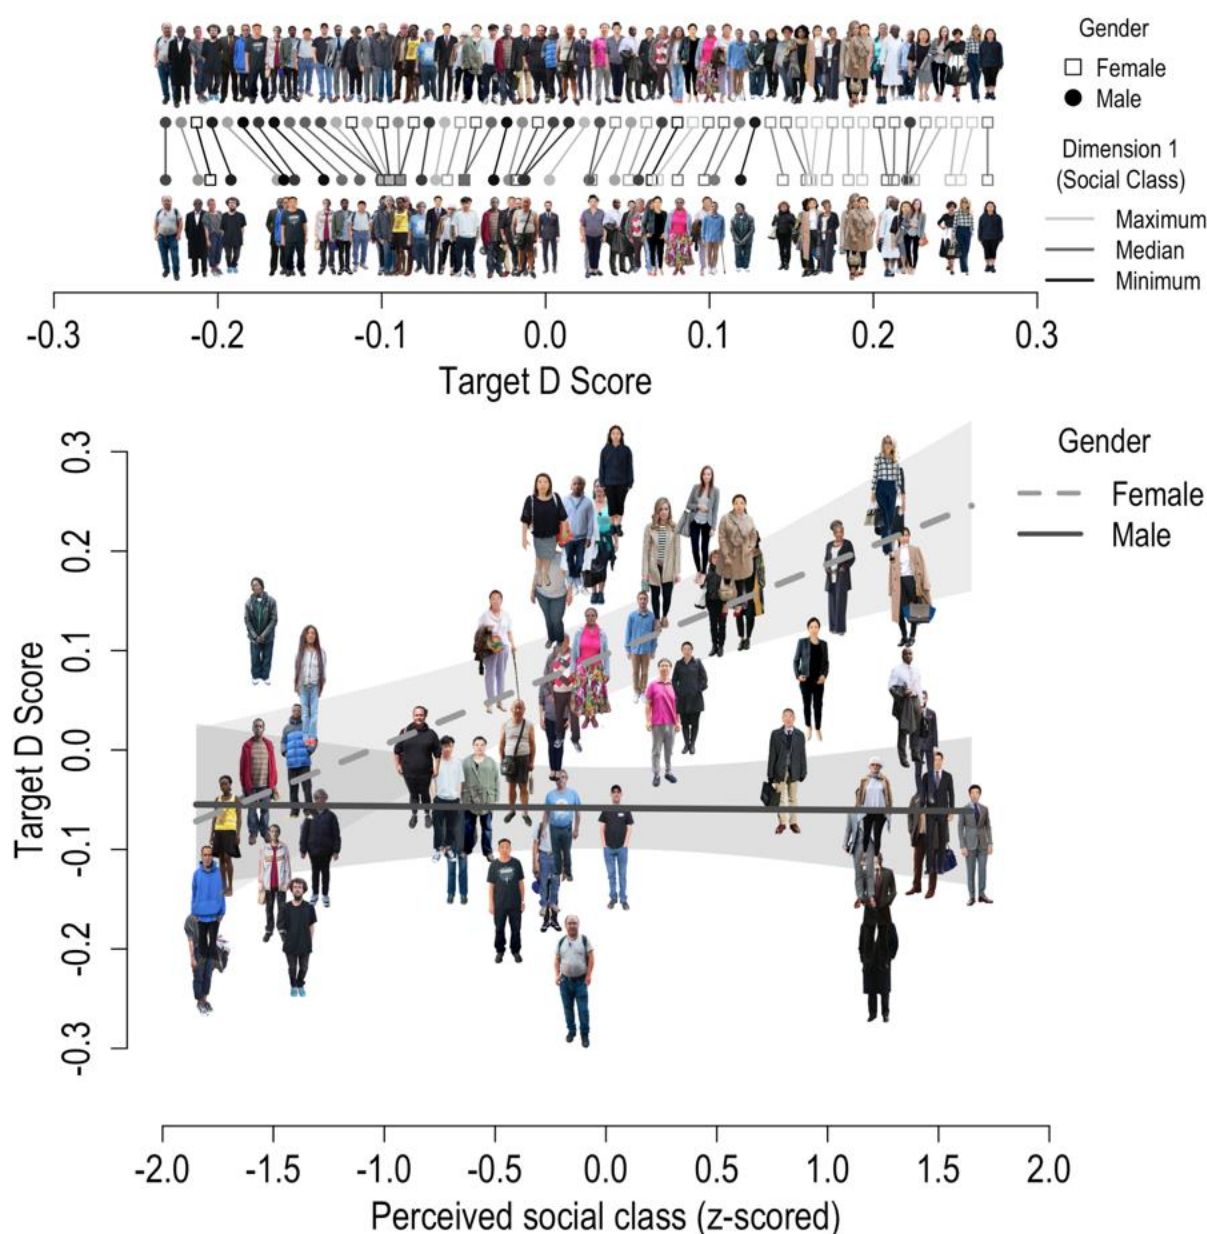 Gender
Female
Male
Dimension 1
(Social Class)
Maximum
Median
Minimum
-0.3 -0.2 -0.1 0.0 0.1 0.2 0.3
Target D Score
Gender
Female
Male
0.3
0.2
0.1
0.0
-0.1
-0.2
-0.3
Target D Score
-2.0 -1.5 -1.0 -0.5 0.0 0.5 1.0 1.5 2.0
Perceived social class (z-scored)